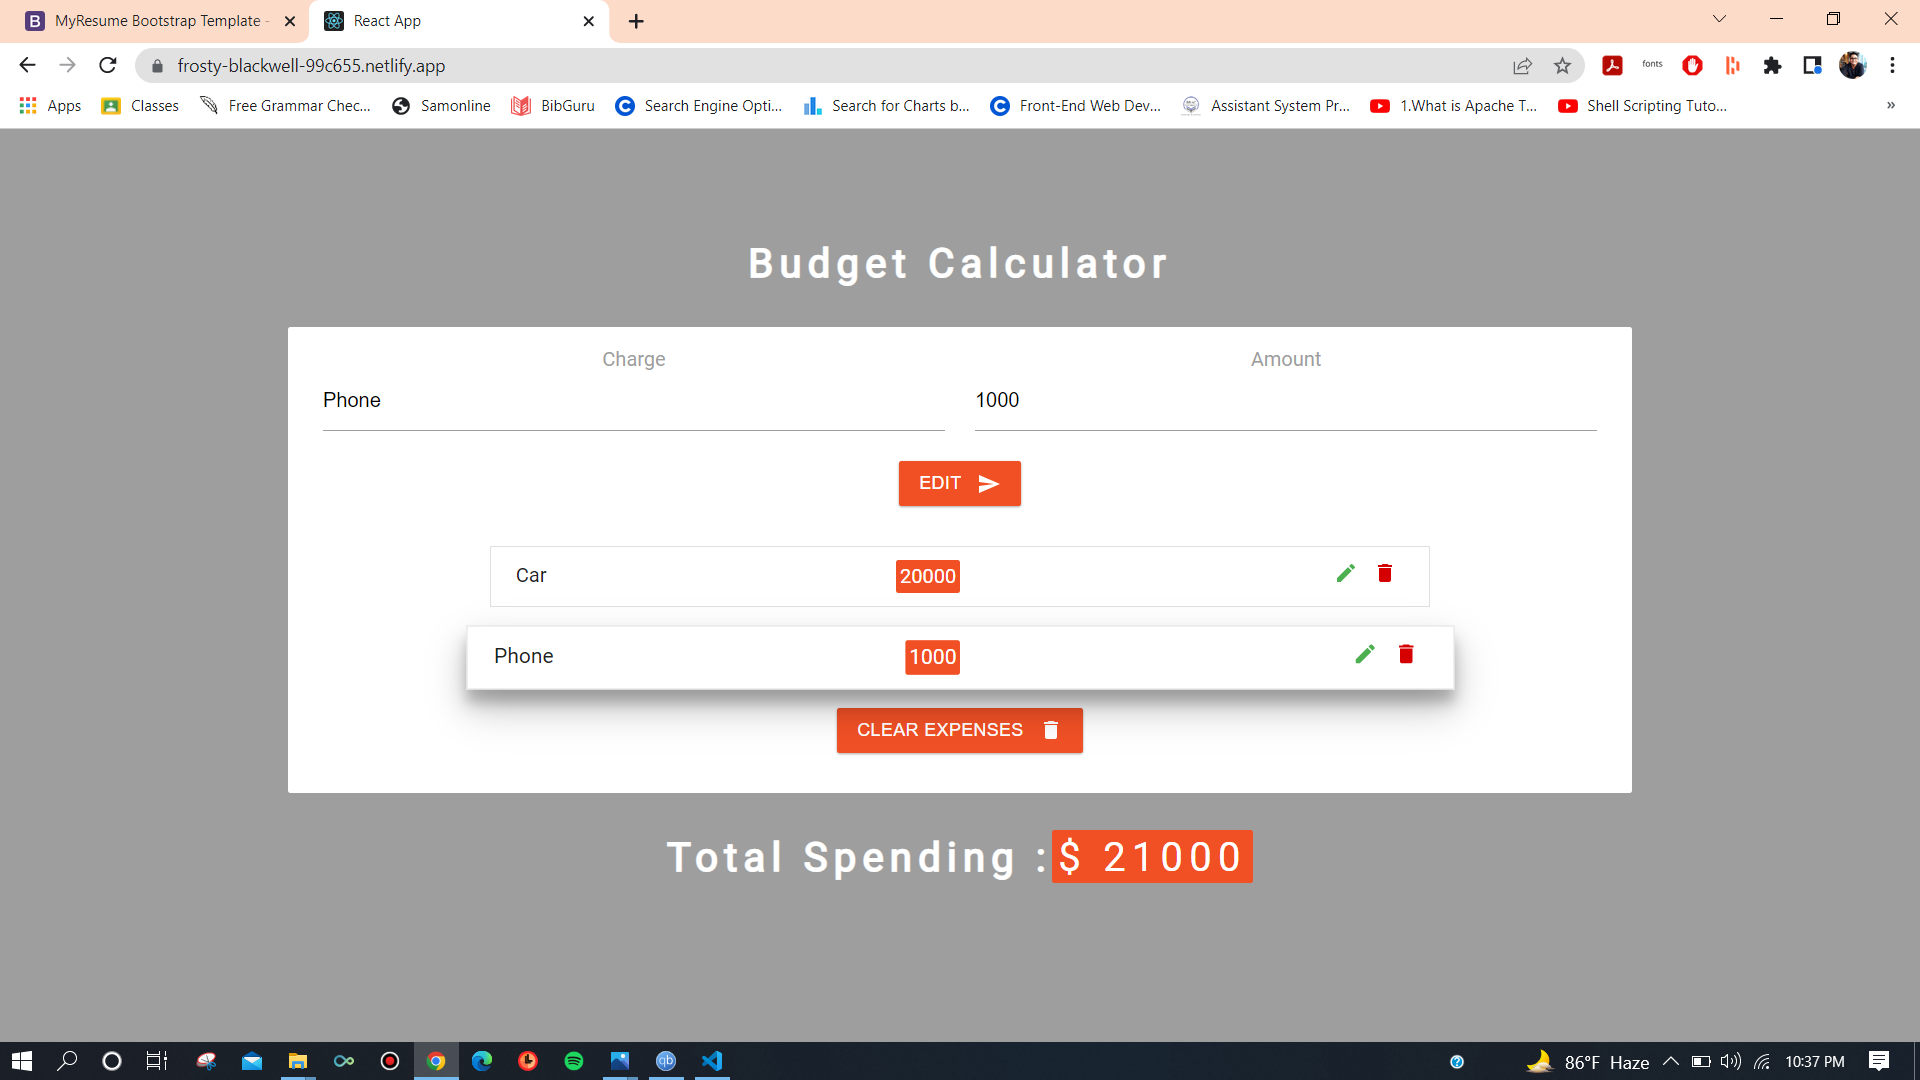 MyResume Bootstrap Template -
React App
frosty-blackwell-99c655.netlify.app
fonts
Apps
Classes
Free Grammar Chec...
Samonline
BibGuru
Search Engine Opti...
Search for Charts b...
Front-End Web Dev...
Assistant System Pr...
1.What is Apache T...
Shell Scripting Tuto...
»
Budget Calculator
Charge
Amount
Phone
1000
EDIT
Car
20000
Phone
1000
CLEAR EXPENSES
Total Spending :$ 21000
86°F Haze
10:37 PM